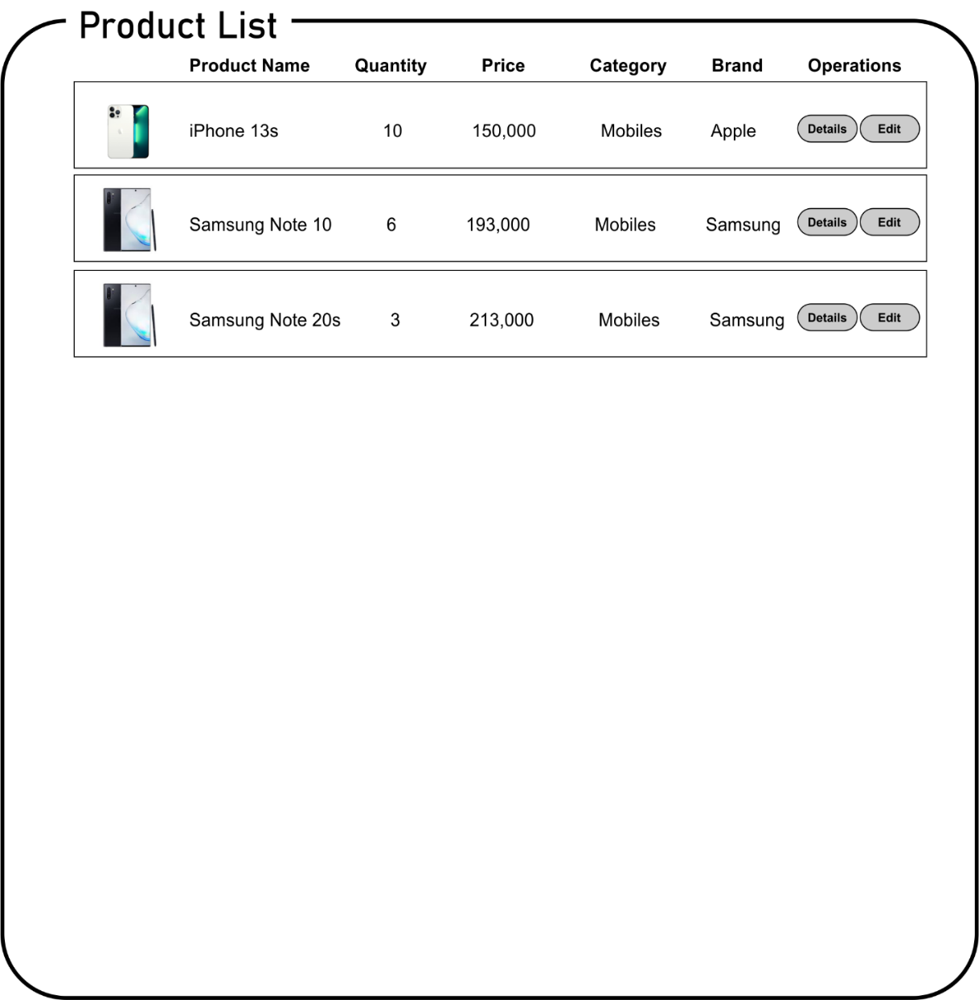 Product List
Product Name Quantity Price Category Brand Operations
iPhone 13s 10 150,000 Mobiles Apple Details Edit
Samsung Note 10 6 193,000 Mobiles Samsung Details Edit
Samsung Note 20s 3 213,000 Mobiles Samsung Details Edit